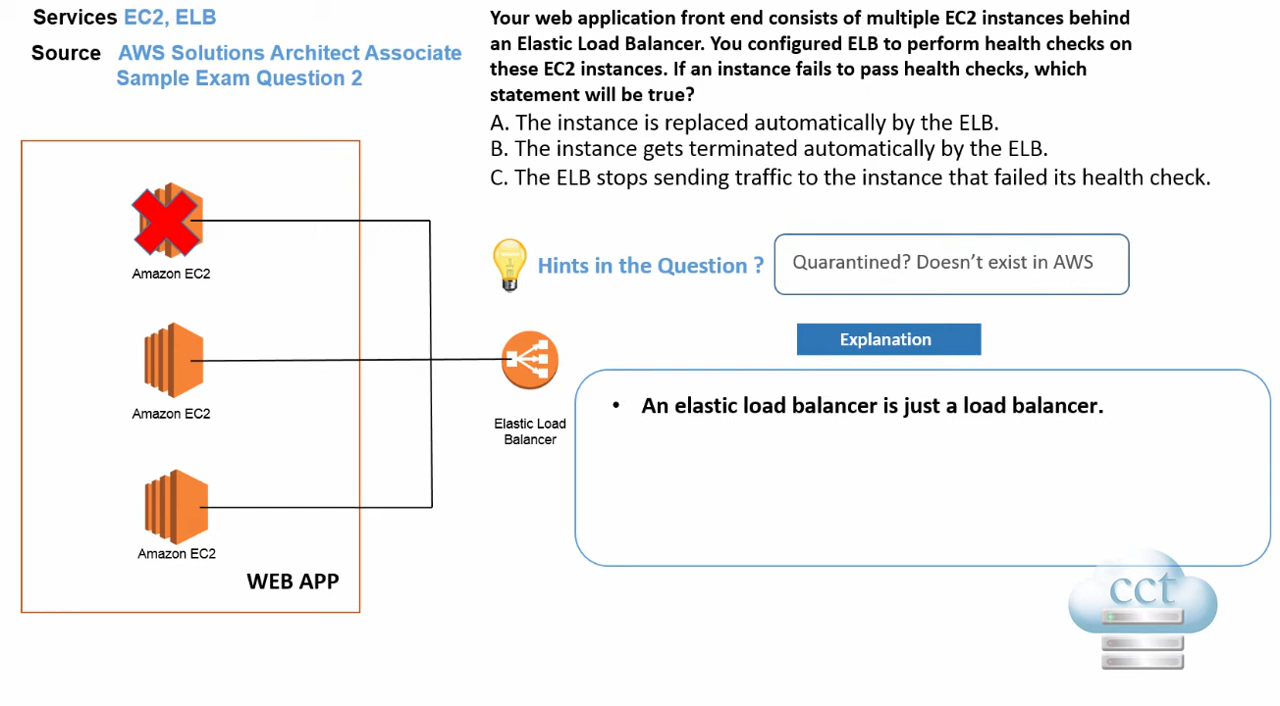 Services EC2, ELB
Source AWS Solutions Architect Associate
Sample Exam Question 2
Your web application front end consists of multiple EC2 instances behind
an Elastic Load Balancer. You configured ELB to perform health checks on
these EC2 instances. If an instance fails to pass health checks, which
statement will be true?
A. The instance is replaced automatically by the ELB.
B. The instance gets terminated automatically by the ELB.
C. The ELB stops sending traffic to the instance that failed its health check.
Hints in the Question ?
Quarantined? Doesn’t exist in AWS
Explanation
• An elastic load balancer is just a load balancer.
Amazon EC2
Amazon EC2
Elastic Load
Balancer
Amazon EC2
WEB APP
cct